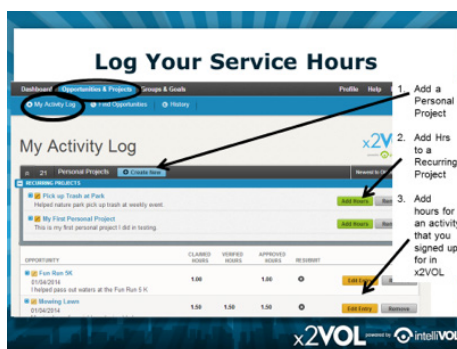 Log Your Service Hours
Dashboard Opportunities & Projects Groups & Goals Profile Help
My Activity Log Find Opportunities History
My Activity Log
x2V
21 Personal Projects Create New Newest to
RECURRING PROJECTS
Pick up Trash at Park
Helped nature park pick up trash at weekly event.
Add Hours
My First Personal Project
This is my first personal project I did in testing.
Add Hours
OPPORTUNITY CLAIMED HOURS VERIFIED HOURS APPROVED HOURS RESUBMIT
Fun Run 5K
01/04/2014 1.00 1.00 Edit Entry
I helped pass out waters at the Fun Run 5 K.
Mowing Lawn
01/04/2014 1.50 1.50 1.50 Edit Entry Remove
1. Add a
Personal
Project
2. Add Hrs
to a
Recurring
Project
3. Add
hours for
an activity
that you
signed up
for in
x2VOL
x2VOL powered by intelliVOL